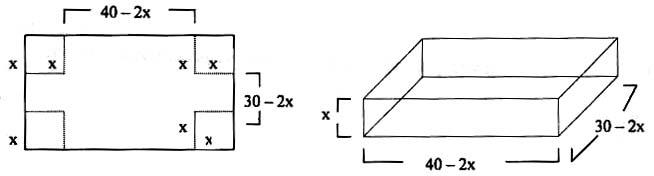 40 – 2x
x x x x
30 – 2x
x
x x x
x
30 – 2x
40 – 2x